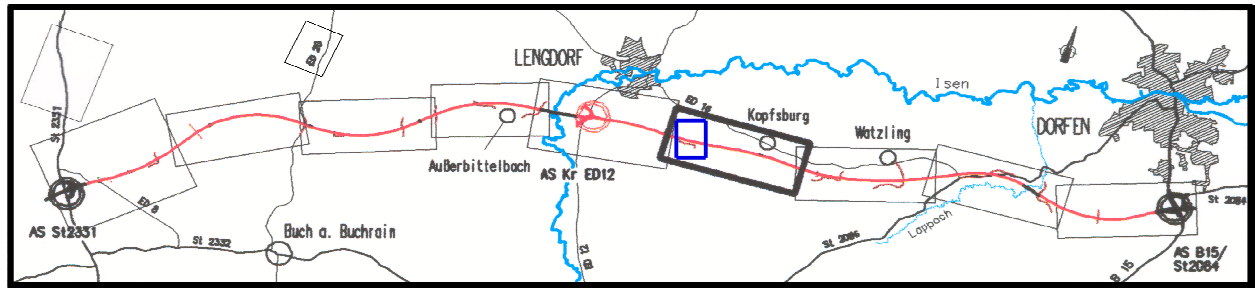 LENGDORF
ED 26
St 2331
Isen
ED 14
Kopfsburg
DORFEN
Watzling
Außerbittelbach
AS Kr ED12
ED 8
St 2084
AS St2331
St 2332
Buch a. Buchrain
St 2086
Lappach
ED 12
AS B15/
St2084
B 15